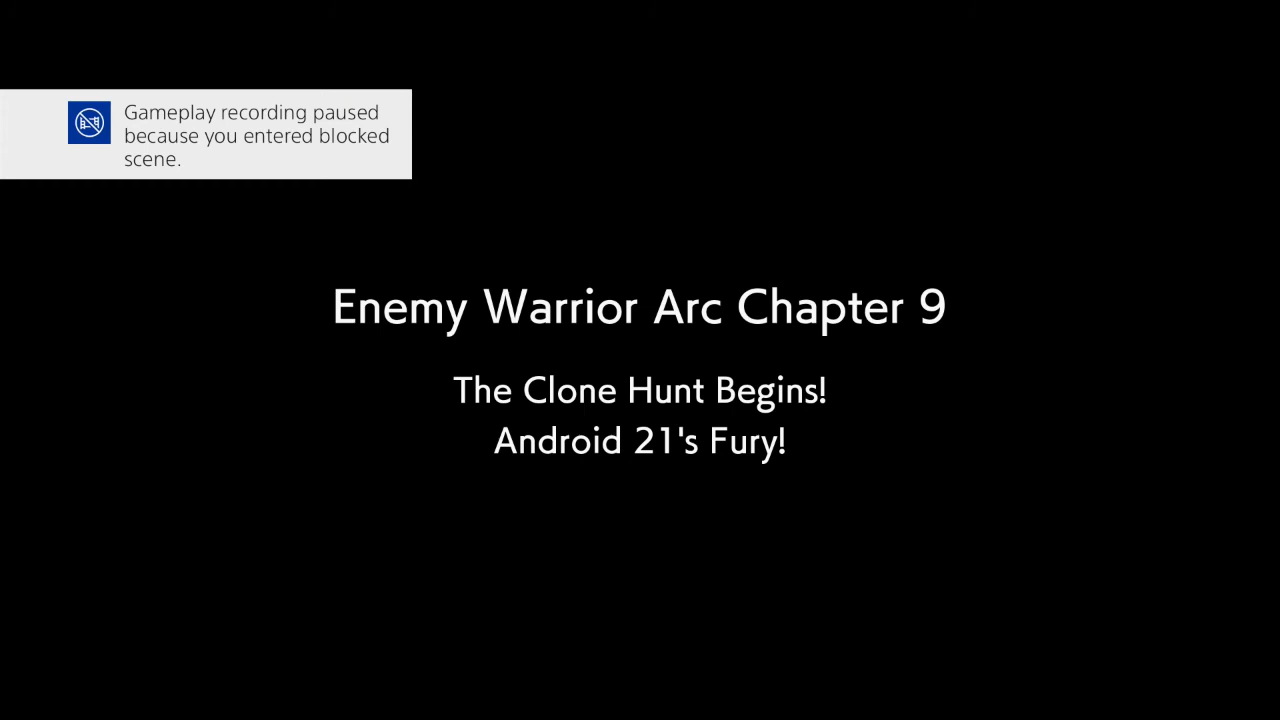 Gameplay recording paused
because you entered blocked
scene.
Enemy Warrior Arc Chapter 9
The Clone Hunt Begins!
Android 21's Fury!